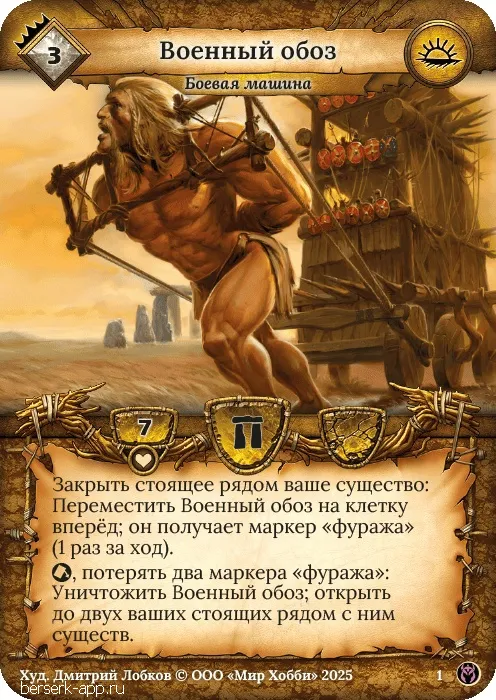 3
Военный обоз
Боевая машина
7
Закрыть стоящее рядом ваше существо:
Переместить Военный обоз на клетку
вперёд; он получает маркер «фуража»
(1 раз за ход).
, потерять два маркера «фуража»:
Уничтожить Военный обоз; открыть
до двух ваших стоящих рядом с ним
существ.
Худ. Дмитрий Лобков © ООО «Мир Хобби» 2025
1
berserk-app.ru